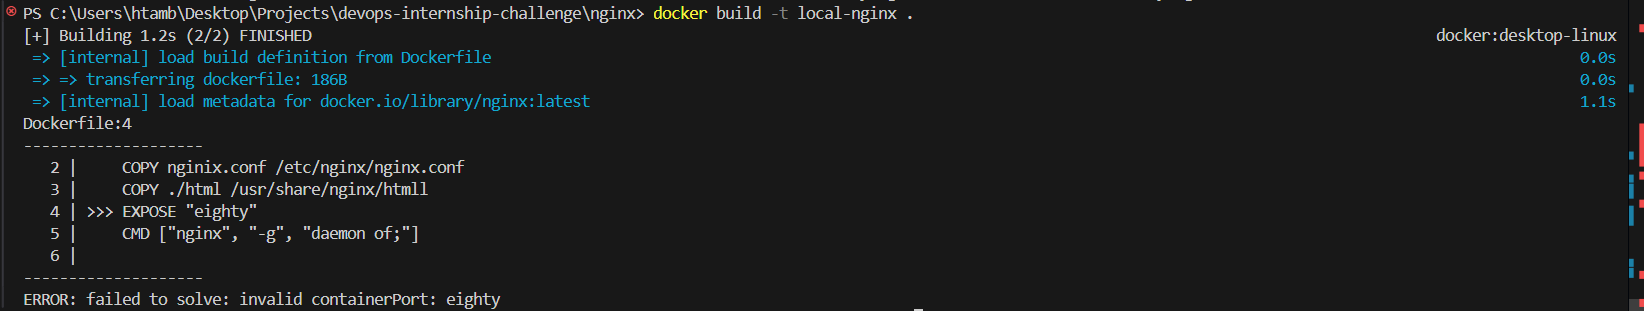 PS C:\Users\htamb\Desktop\Projects\devops-internship-challenge\nginx> docker build -t local-nginx .
[+] Building 1.2s (2/2) FINISHED docker:desktop-linux
=> [internal] load build definition from Dockerfile 0.0s
=> => transferring dockerfile: 186B 0.0s
=> [internal] load metadata for docker.io/library/nginx:latest 1.1s
Dockerfile:4
--------------------
2 | COPY nginix.conf /etc/nginx/nginx.conf
3 | COPY ./html /usr/share/nginx/htmll
4 | >>> EXPOSE "eighty"
5 | CMD ["nginx", "-g", "daemon of;"]
6 |
--------------------
ERROR: failed to solve: invalid containerPort: eighty